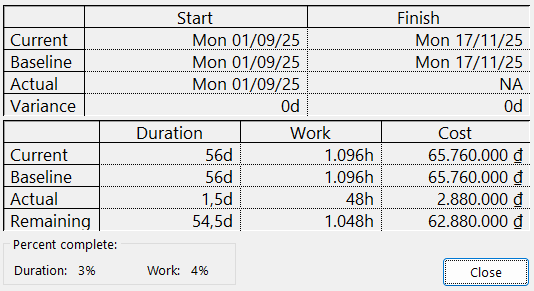 Start Finish
Current Mon 01/09/25 Mon 17/11/25
Baseline Mon 01/09/25 Mon 17/11/25
Actual Mon 01/09/25 NA
Variance 0d 0d
Duration Work Cost
Current 56d 1.096h 65.760.000 ₫
Baseline 56d 1.096h 65.760.000 ₫
Actual 1,5d 48h 2.880.000 ₫
Remaining 54,5d 1.048h 62.880.000 ₫
Percent complete:
Duration: 3% Work: 4% Close